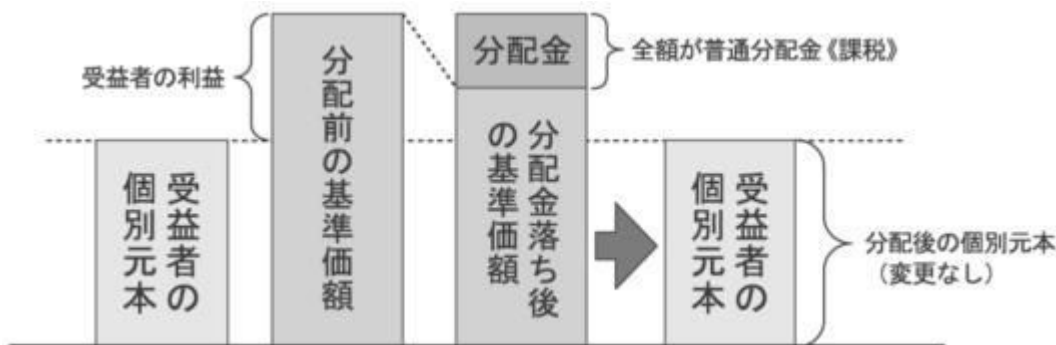 受益者の利益
受益者の
個別元本
分配前の基準価額
分配金
全額が普通分配金《課税》
分配金落ち後
の基準価額
受益者の
個別元本
分配後の個別元本
（変更なし）